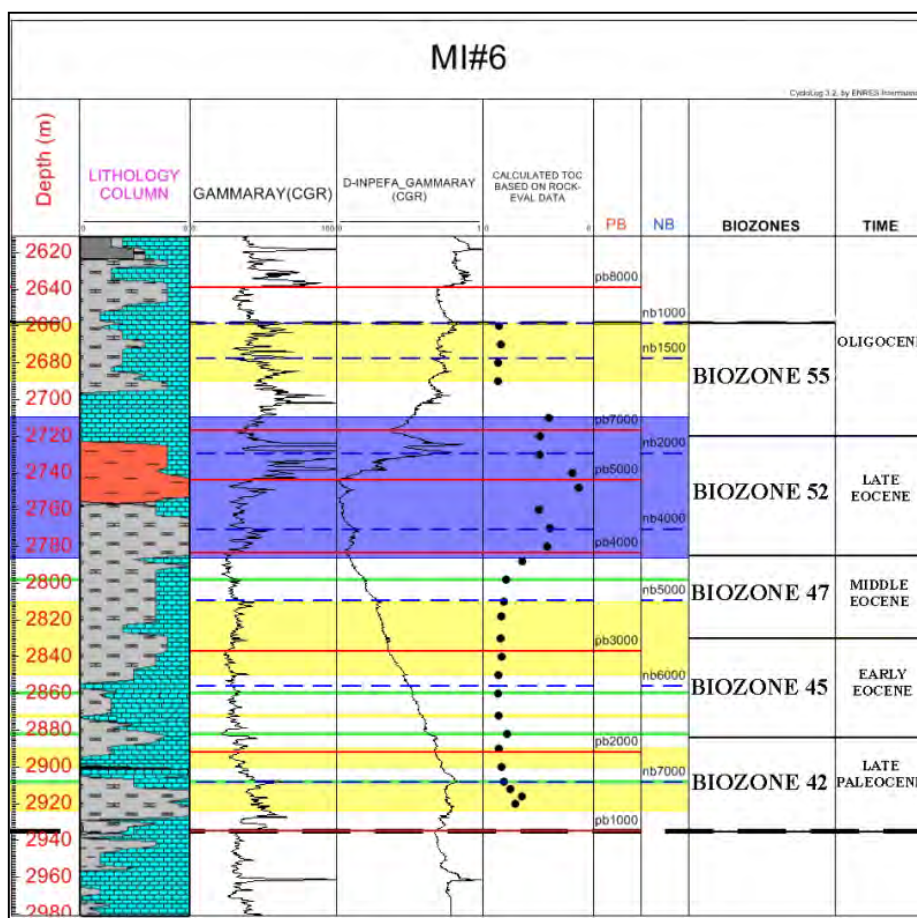 MI#6
CycloLog 3.2, by ENRES Internation
Depth (m)
LITHOLOGY
COLUMN
GAMMARAY(CGR)
D-INPEFA_GAMMARAY
(CGR)
CALCULATED TOC
BASED ON ROCK-
EVAL DATA
PB
NB
BIOZONES
TIME
2620
2640
pb8000
nb1000
2660
OLIGOCENE
nb1500
2680
BIOZONE 55
2700
pb7000
2720
nb2000
2740
pb5000
BIOZONE 52
LATE
EOCENE
2760
nb4000
2780
pb4000
2800
nb5000
BIOZONE 47
MIDDLE
EOCENE
2820
pb3000
2840
nb6000
BIOZONE 45
EARLY
EOCENE
2860
2880
pb2000
2900
nb7000
BIOZONE 42
LATE
PALEOCENE
2920
pb1000
2940
2960
2980